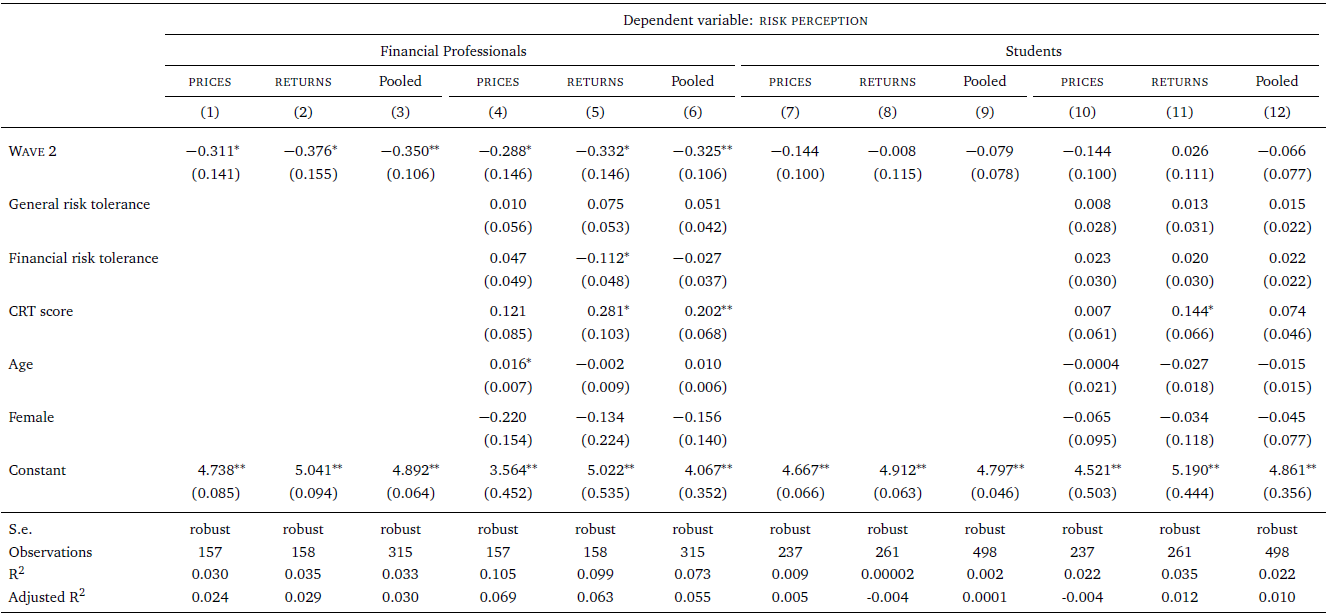 Dependent variable: RISK PERCEPTION
Financial Professionals Students
PRICES RETURNS Pooled PRICES RETURNS Pooled PRICES RETURNS Pooled PRICES RETURNS Pooled
(1) (2) (3) (4) (5) (6) (7) (8) (9) (10) (11) (12)
WAVE 2 −0.311* −0.376* −0.350** −0.288* −0.332* −0.325** −0.144 −0.008 −0.079 −0.144 0.026 −0.066
(0.141) (0.155) (0.106) (0.146) (0.146) (0.106) (0.100) (0.115) (0.078) (0.100) (0.111) (0.077)
General risk tolerance 0.010 0.075 0.051 0.008 0.013 0.015
(0.056) (0.053) (0.042) (0.028) (0.031) (0.022)
Financial risk tolerance 0.047 −0.112* −0.027 0.023 0.020 0.022
(0.049) (0.048) (0.037) (0.030) (0.030) (0.022)
CRT score 0.121 0.281* 0.202** 0.007 0.144* 0.074
(0.085) (0.103) (0.068) (0.061) (0.066) (0.046)
Age 0.016* −0.002 0.010 −0.0004 −0.027 −0.015
(0.007) (0.009) (0.006) (0.021) (0.018) (0.015)
Female −0.220 −0.134 −0.156 −0.065 −0.034 −0.045
(0.154) (0.224) (0.140) (0.095) (0.118) (0.077)
Constant 4.738** 5.041** 4.892** 3.564** 5.022** 4.067** 4.667** 4.912** 4.797** 4.521** 5.190** 4.861**
(0.085) (0.094) (0.064) (0.452) (0.535) (0.352) (0.066) (0.063) (0.046) (0.503) (0.444) (0.356)
S.e. robust robust robust robust robust robust robust robust robust robust robust robust
Observations 157 158 315 157 158 315 237 261 498 237 261 498
R² 0.030 0.035 0.033 0.105 0.099 0.073 0.009 0.00002 0.002 0.022 0.035 0.022
Adjusted R² 0.024 0.029 0.030 0.069 0.063 0.055 0.005 -0.004 0.0001 -0.004 0.012 0.010